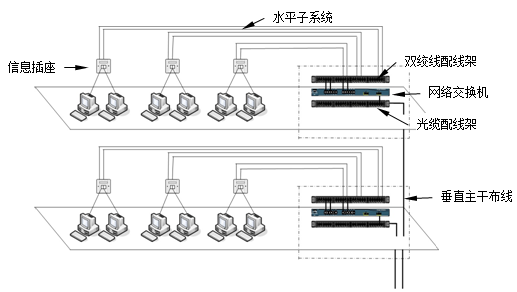 水平子系统
信息插座
双绞线配线架
网络交换机
光缆配线架
垂直主干布线